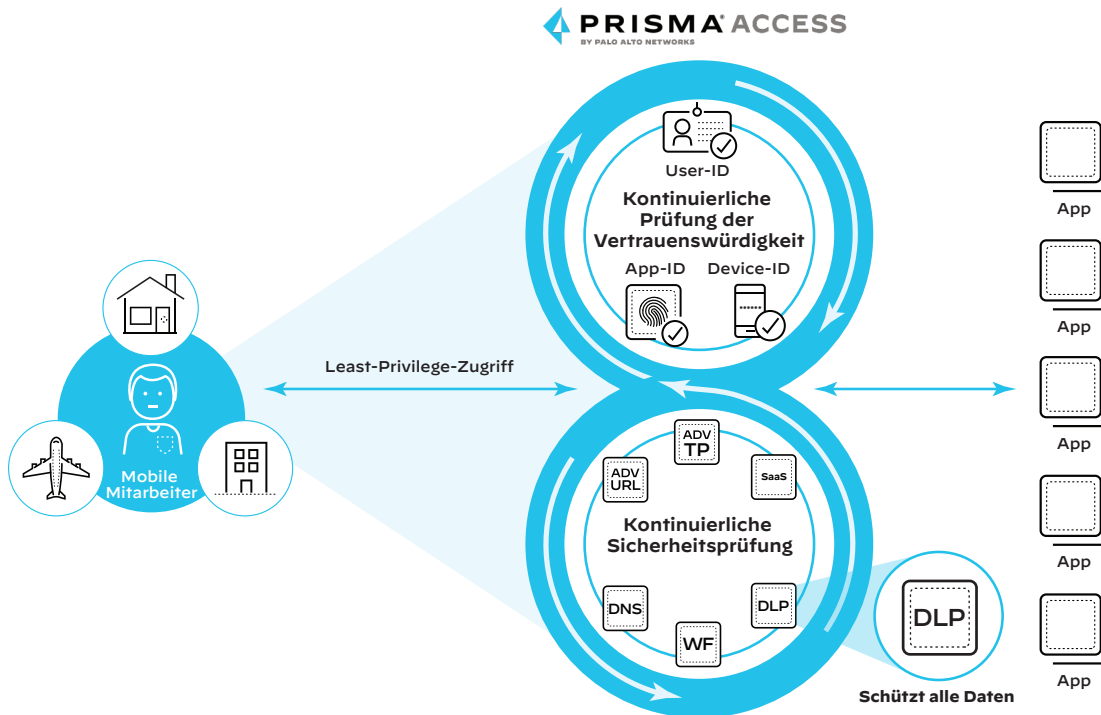 PRISMA® ACCESS
BY PALO ALTO NETWORKS
User-ID
Kontinuierliche
Prüfung der
Vertrauenswürdigkeit
App-ID
Device-ID
Least-Privilege-Zugriff
Mobile
Mitarbeiter
ADV
TP
ADV
URL
SaaS
Kontinuierliche
Sicherheitsprüfung
DNS
WF
DLP
DLP
Schützt alle Daten
App
App
App
App
App